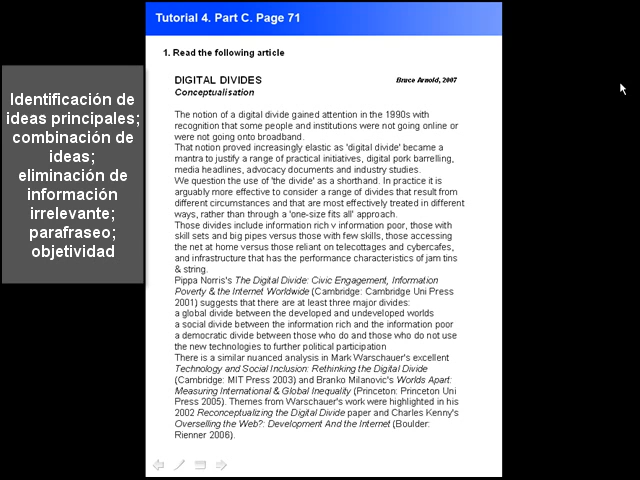 Tutorial 4. Part C. Page 71
1. Read the following article
Identificación de
ideas principales;
combinación de
ideas;
eliminación de
información
irrelevante;
parafraseo;
objetividad
DIGITAL DIVIDES
Bruce Arnold, 2007
Conceptualisation
The notion of a digital divide gained attention in the 1990s with
recognition that some people and institutions were not going online or
were not going onto broadband.
That notion proved increasingly elastic as 'digital divide' became a
mantra to justify a range of practical initiatives, digital pork barrelling,
media headlines, advocacy documents and industry studies.
We question the use of 'the divide' as a shorthand. In practice it is
arguably more effective to consider a range of divides that result from
different circumstances and that are most effectively treated in different
ways, rather than through a 'one-size fits all' approach.
Those divides include information rich v information poor, those with
skill sets and big pipes versus those with few skills, those accessing
the net at home versus those reliant on telecottages and cybercafes,
and infrastructure that has the performance characteristics of jam tins
& string.
Pippa Norris's The Digital Divide: Civic Engagement, Information
Poverty & the Internet Worldwide (Cambridge: Cambridge Uni Press
2001) suggests that there are at least three major divides:
a global divide between the developed and undeveloped worlds
a social divide between the information rich and the information poor
a democratic divide between those who do and those who do not use
the new technologies to further political participation
There is a similar nuanced analysis in Mark Warschauer's excellent
Technology and Social Inclusion: Rethinking the Digital Divide
(Cambridge: MIT Press 2003) and Branko Milanovic's Worlds Apart:
Measuring International & Global Inequality (Princeton: Princeton Uni
Press 2005). Themes from Warschauer's work were highlighted in his
2002 Reconceptualizing the Digital Divide paper and Charles Kenny's
Overselling the Web?: Development And the Internet (Boulder:
Rienner 2006).